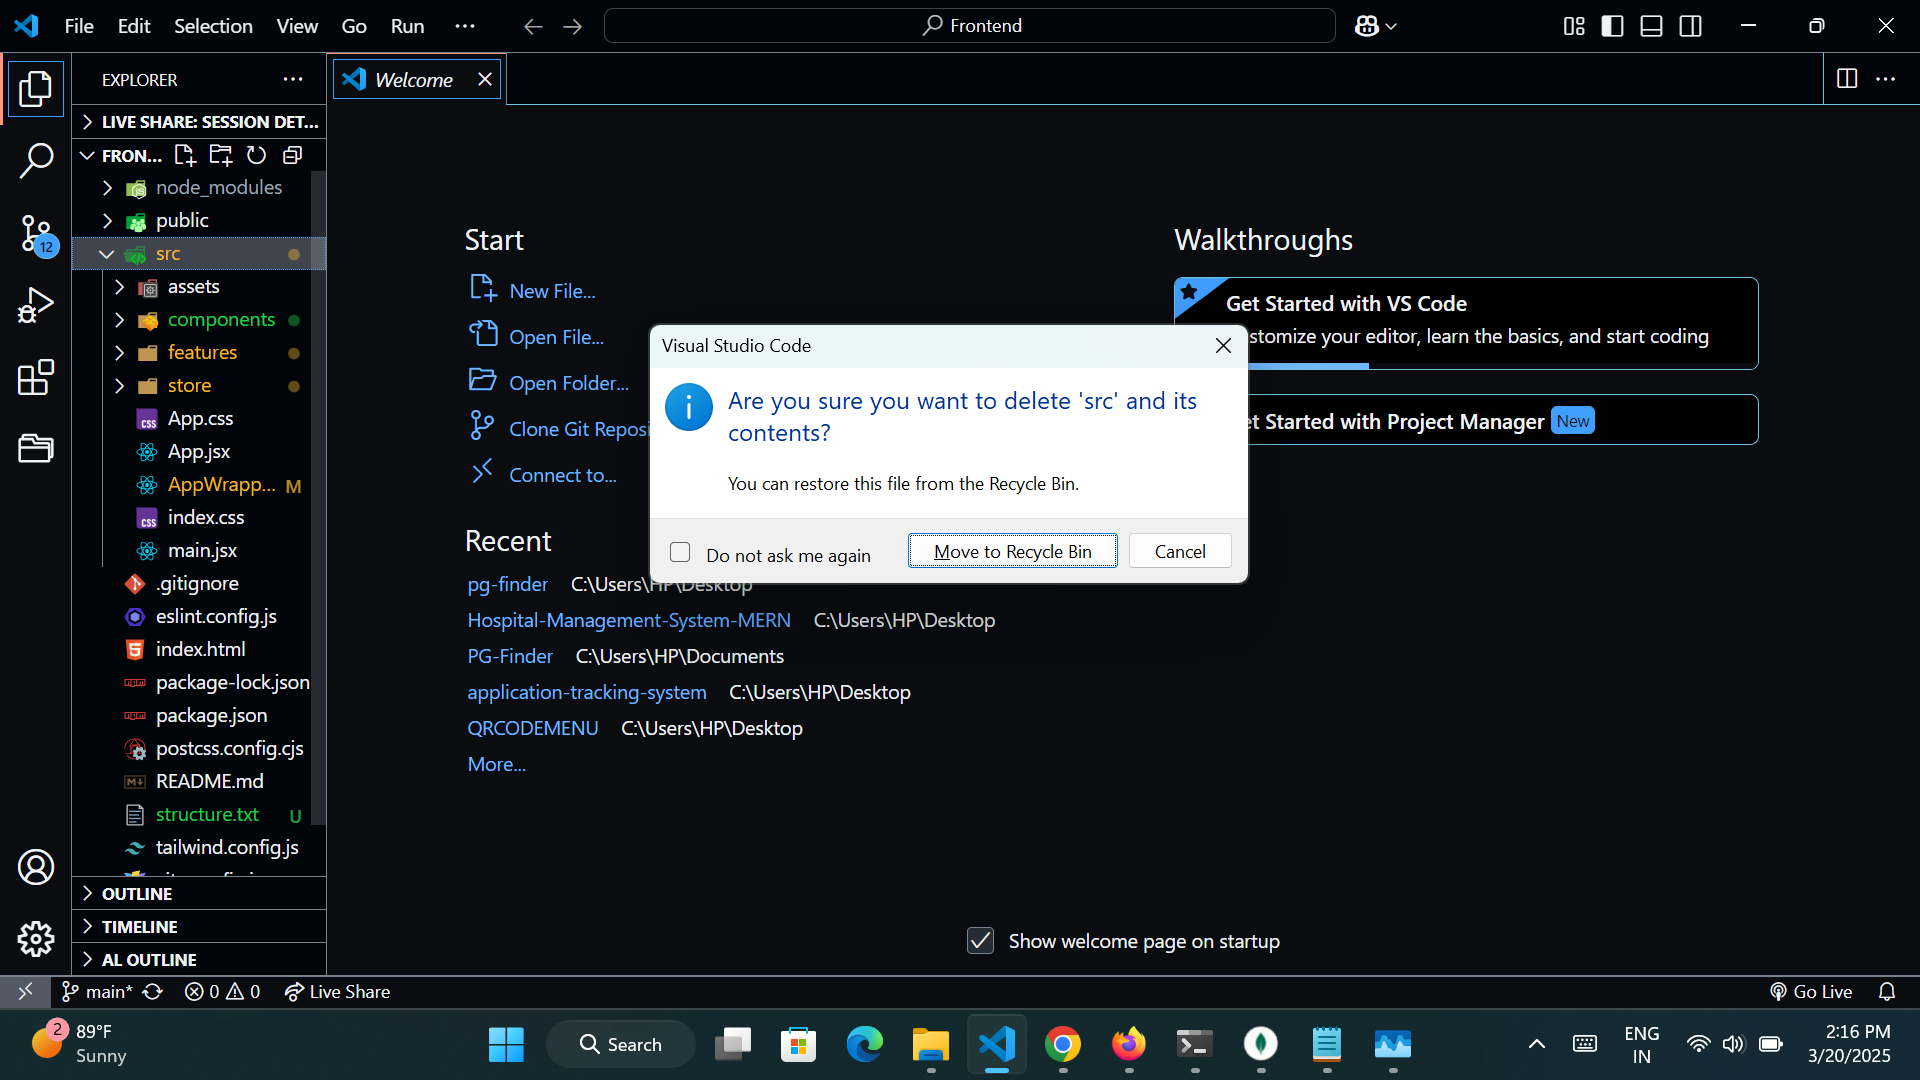 File Edit Selection View Go Run ···
Frontend
EXPLORER
Welcome
LIVE SHARE: SESSION DET...
FRON...
node_modules
public
src
assets
components
features
store
App.css
App.jsx
AppWrapp... M
index.css
main.jsx
.gitignore
eslint.config.js
index.html
package-lock.json
package.json
postcss.config.cjs
README.md
structure.txt U
tailwind.config.js
OUTLINE
TIMELINE
AL OUTLINE
12
Start
New File...
Open File...
Open Folder...
Clone Git Reposi
Connect to...
Recent
pg-finder C:\Users\HP\Desktop
Hospital-Management-System-MERN C:\Users\HP\Desktop
PG-Finder C:\Users\HP\Documents
application-tracking-system C:\Users\HP\Desktop
QRCODEMENU C:\Users\HP\Desktop
More...
Walkthroughs
Get Started with VS Code
stomize your editor, learn the basics, and start coding
et Started with Project Manager New
Visual Studio Code
Are you sure you want to delete 'src' and its
contents?
You can restore this file from the Recycle Bin.
Do not ask me again Move to Recycle Bin Cancel
Show welcome page on startup
main* 0 0 Live Share Go Live
2 89°F
Sunny
Search
ENG
IN
2:16 PM
3/20/2025